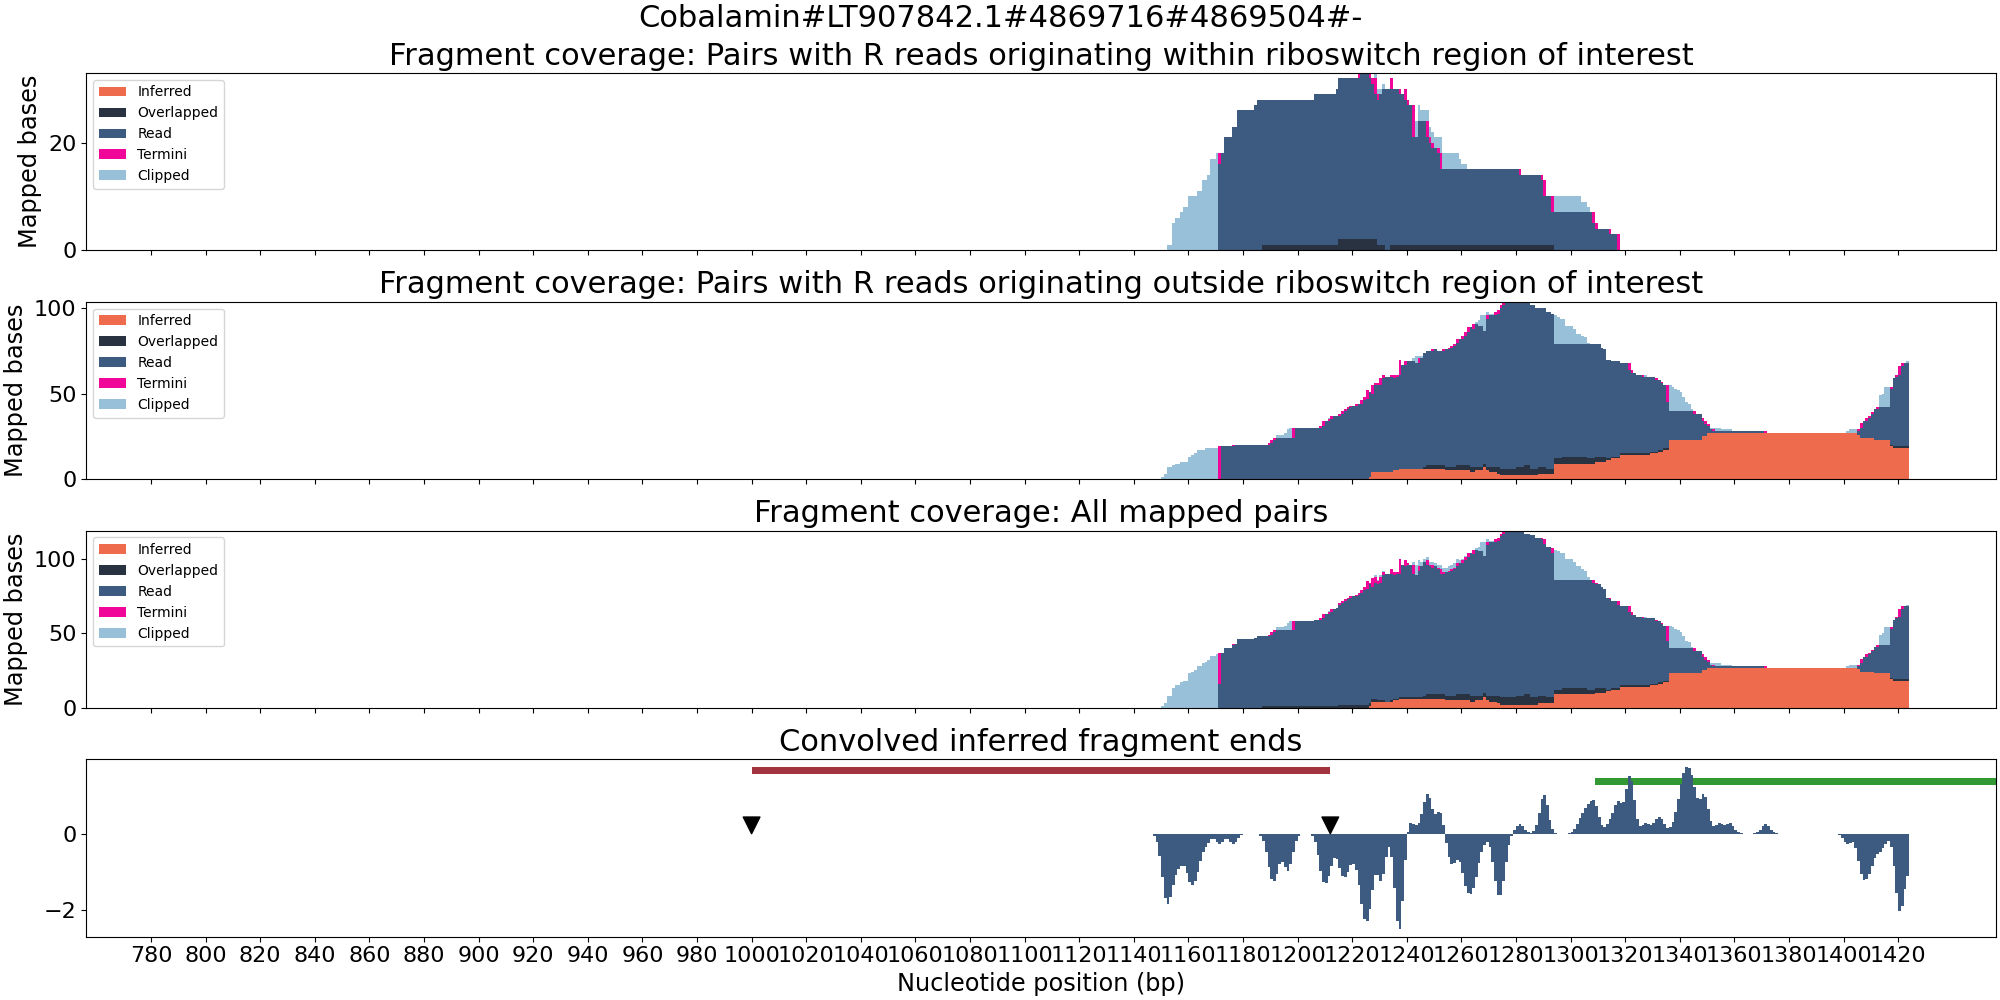 Cobalamin#LT907842.1#4869716#4869504#-
Fragment coverage: Pairs with R reads originating within riboswitch region of interest
Mapped bases
20
0
Inferred
Overlapped
Read
Termini
Clipped
Fragment coverage: Pairs with R reads originating outside riboswitch region of interest
Mapped bases
100
50
0
Inferred
Overlapped
Read
Termini
Clipped
Fragment coverage: All mapped pairs
Mapped bases
100
50
0
Inferred
Overlapped
Read
Termini
Clipped
Convolved inferred fragment ends
0
−2
780 800 820 840 860 880 900 920 940 960 980 1000 1020 1040 1060 1080 1100 1120 1140 1160 1180 1200 1220 1240 1260 1280 1300 1320 1340 1360 1380 1400 1420
Nucleotide position (bp)